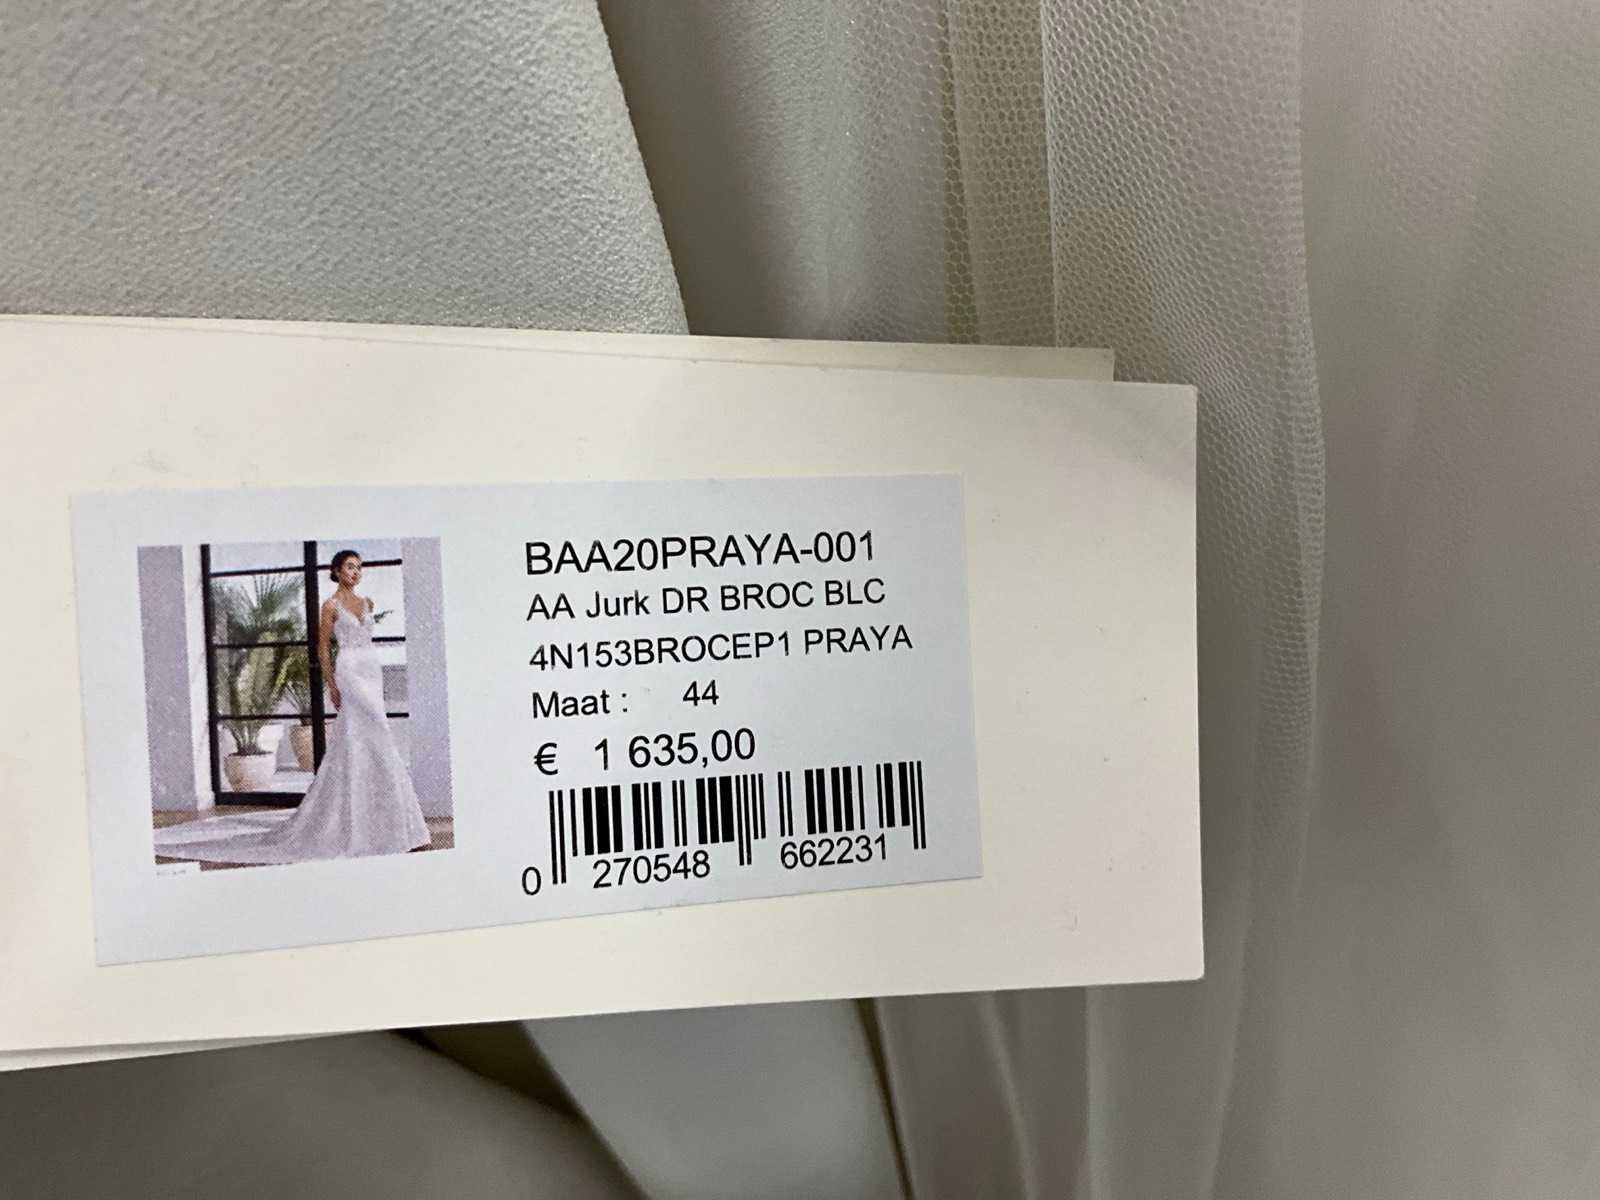 BAA20PRAYA-001
AA Jurk DR BROC BLC
4N153BROCEP1 PRAYA
Maat : 44
€ 1 635,00
0 270548 662231